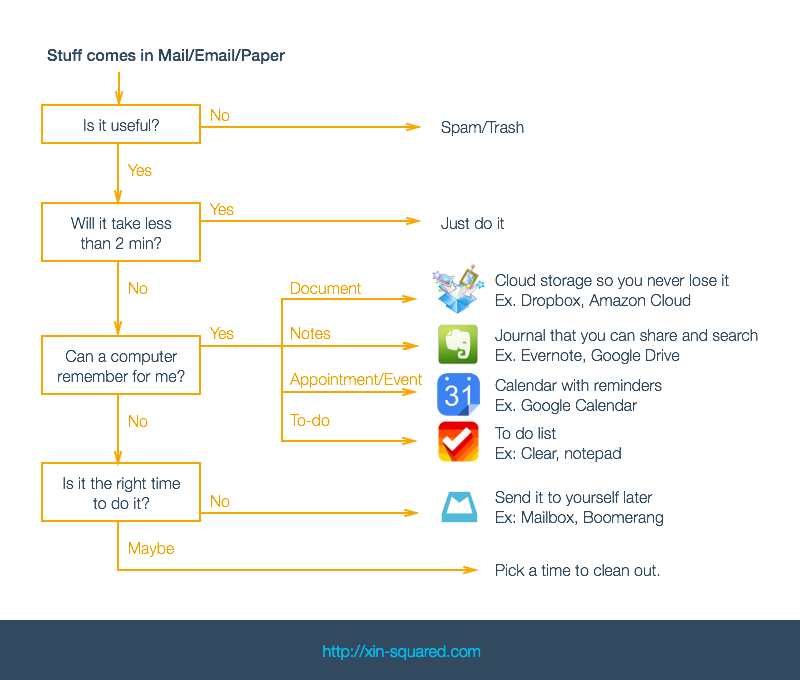 Stuff comes in Mail/Email/Paper
Is it useful?
No
Spam/Trash
Yes
Will it take less
than 2 min?
Yes
Just do it
No
Document
Cloud storage so you never lose it
Ex. Dropbox, Amazon Cloud
Can a computer
remember for me?
Yes
Notes
Journal that you can share and search
Ex. Evernote, Google Drive
Appointment/Event
31
Calendar with reminders
Ex. Google Calendar
To-do
To do list
Ex: Clear, notepad
No
Is it the right time
to do it?
No
Send it to yourself later
Ex: Mailbox, Boomerang
Maybe
Pick a time to clean out.
http://xin-squared.com